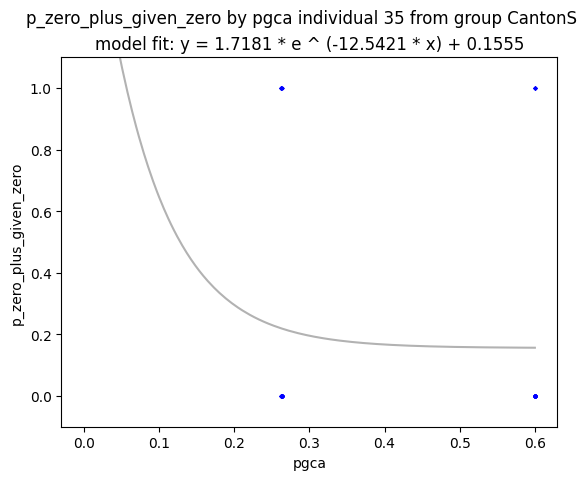 p_zero_plus_given_zero by pgca individual 35 from group CantonS
model fit: y = 1.7181 * e ^ (-12.5421 * x) + 0.1555
p_zero_plus_given_zero
1.0
0.8
0.6
0.4
0.2
0.0
0.0 0.1 0.2 0.3 0.4 0.5 0.6
pgca